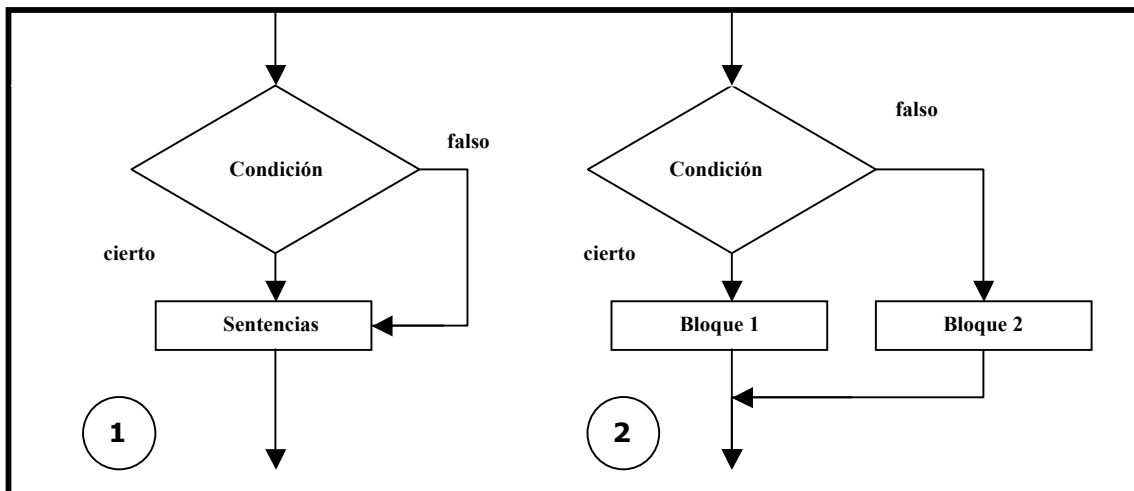 falso
Condición
cierto
Sentencias
1
falso
Condición
cierto
Bloque 1
Bloque 2
2